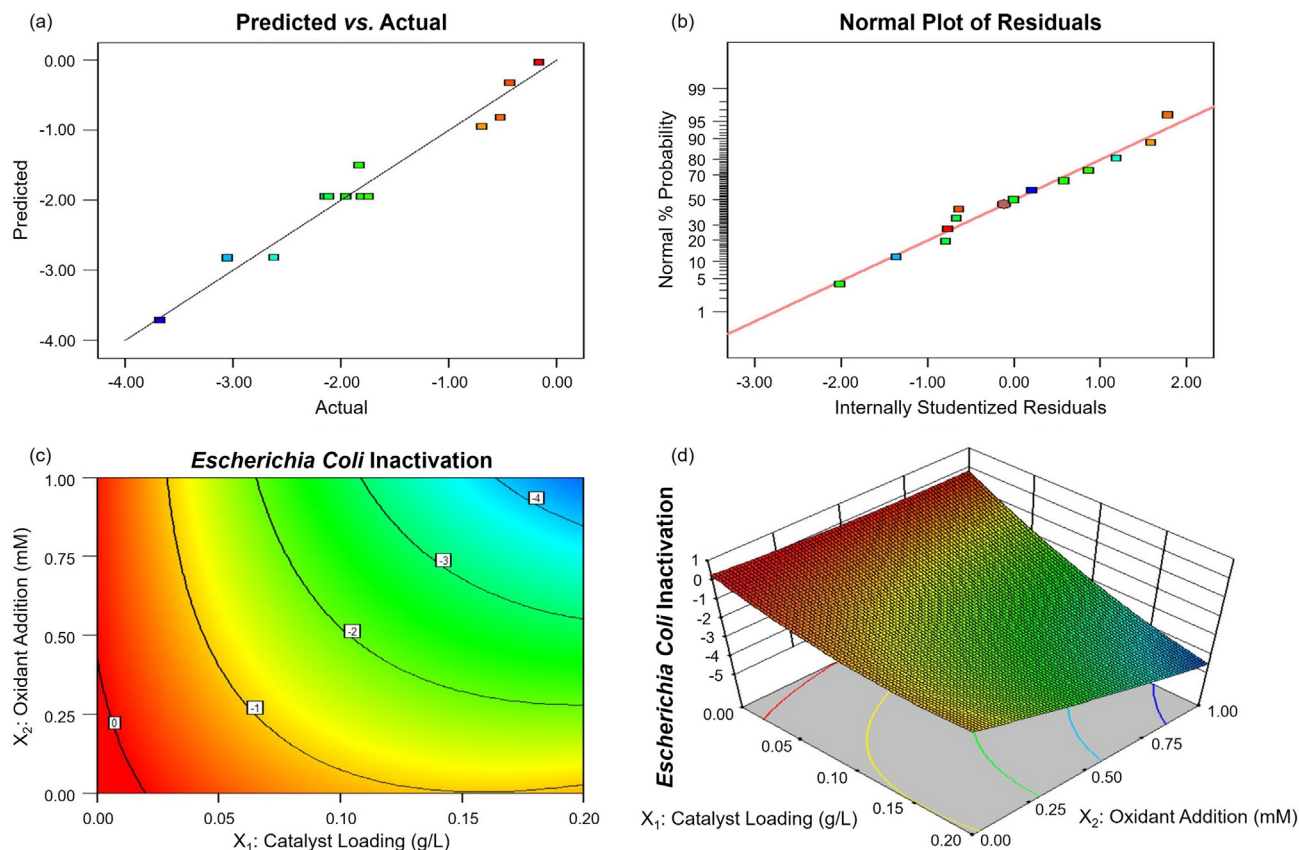 (a)
Predicted vs. Actual
0.00
-1.00
-2.00
-3.00
-4.00
Predicted
-4.00 -3.00 -2.00 -1.00 0.00
Actual
(b)
Normal Plot of Residuals
99
95
90
80
70
50
30
20
10
5
1
Normal % Probability
-3.00 -2.00 -1.00 0.00 1.00 2.00
Internally Studentized Residuals
(c)
Escherichia Coli Inactivation
1.00
0.75
0.50
0.25
0.00
X₂: Oxidant Addition (mM)
-4
-3
-2
-1
0
0.00 0.05 0.10 0.15 0.20
X₁: Catalyst Loading (g/L)
(d)
Escherichia Coli Inactivation
1
0
-1
-2
-3
-4
-5
0.00
0.05
0.10
0.15
0.20
X₁: Catalyst Loading (g/L)
1.00
0.75
0.50
0.25
0.00
X₂: Oxidant Addition (mM)